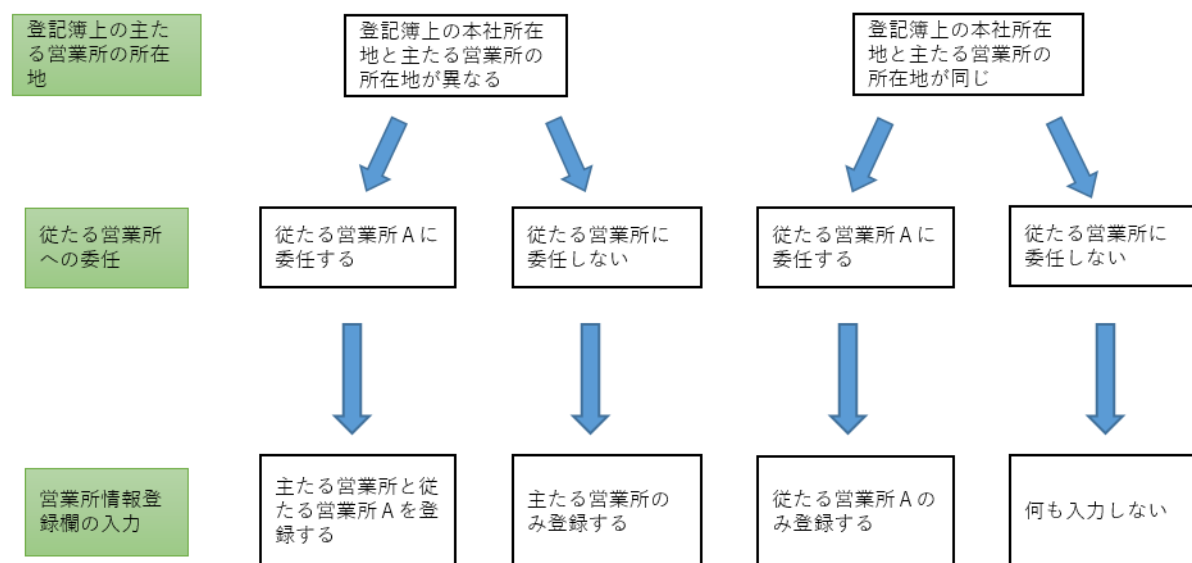 登記簿上の主た
る営業所の所在
地
登記簿上の本社所在
地と主たる営業所の
所在地が異なる
登記簿上の本社所在
地と主たる営業所の
所在地が同じ
従たる営業所
への委任
従たる営業所Ａに
委任する
従たる営業所に
委任しない
従たる営業所Ａに
委任する
従たる営業所に
委任しない
営業所情報登
録欄の入力
主たる営業所と従
たる営業所Ａを登
録する
主たる営業所の
み登録する
従たる営業所Ａの
み登録する
何も入力しない